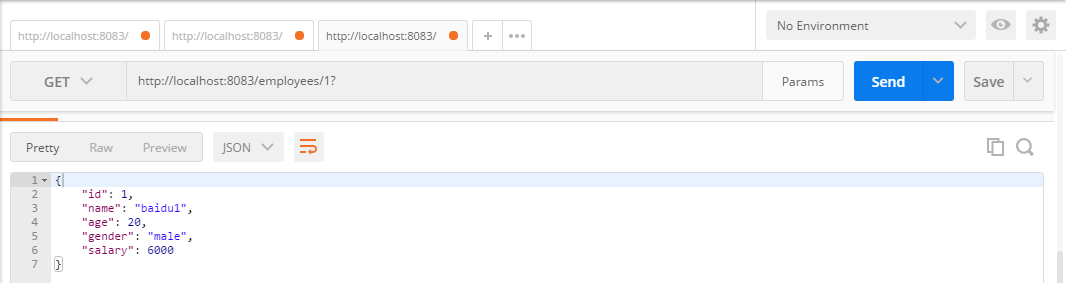 http://localhost:8083/ http://localhost:8083/ http://localhost:8083/ + ••• No Environment
GET http://localhost:8083/employees/1? Params Send Save
Pretty Raw Preview JSON
1 {
2 "id": 1,
3 "name": "baidu1",
4 "age": 20,
5 "gender": "male",
6 "salary": 6000
7 }